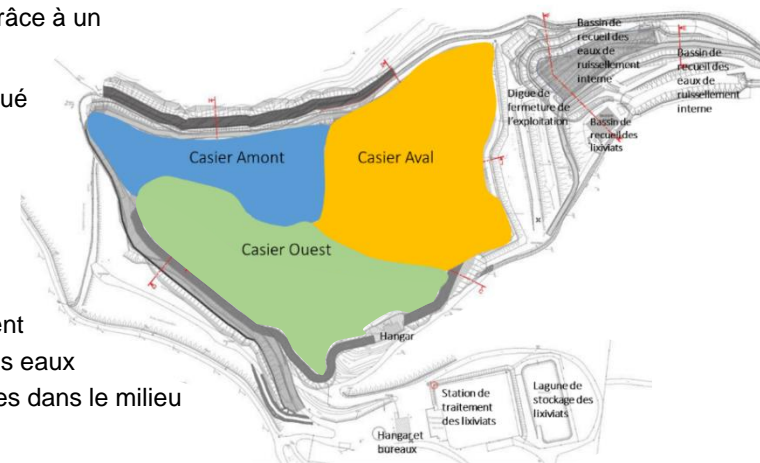 râce à un
ué
ent
s eaux
es dans le milieu
Casier Amont
Casier Aval
Casier Ouest
Bassin de
recueil des
eaux de
ruissellement
interne
Bassin de
recueil des
eaux de
ruissellement
interne
Digue de
fermeture de
l'exploitation
Bassin de
recueil des
lixiviats
Hangar
Station de
traitement
des lixiviats
Lagune de
stockage des
lixiviats
Hangar et
bureaux